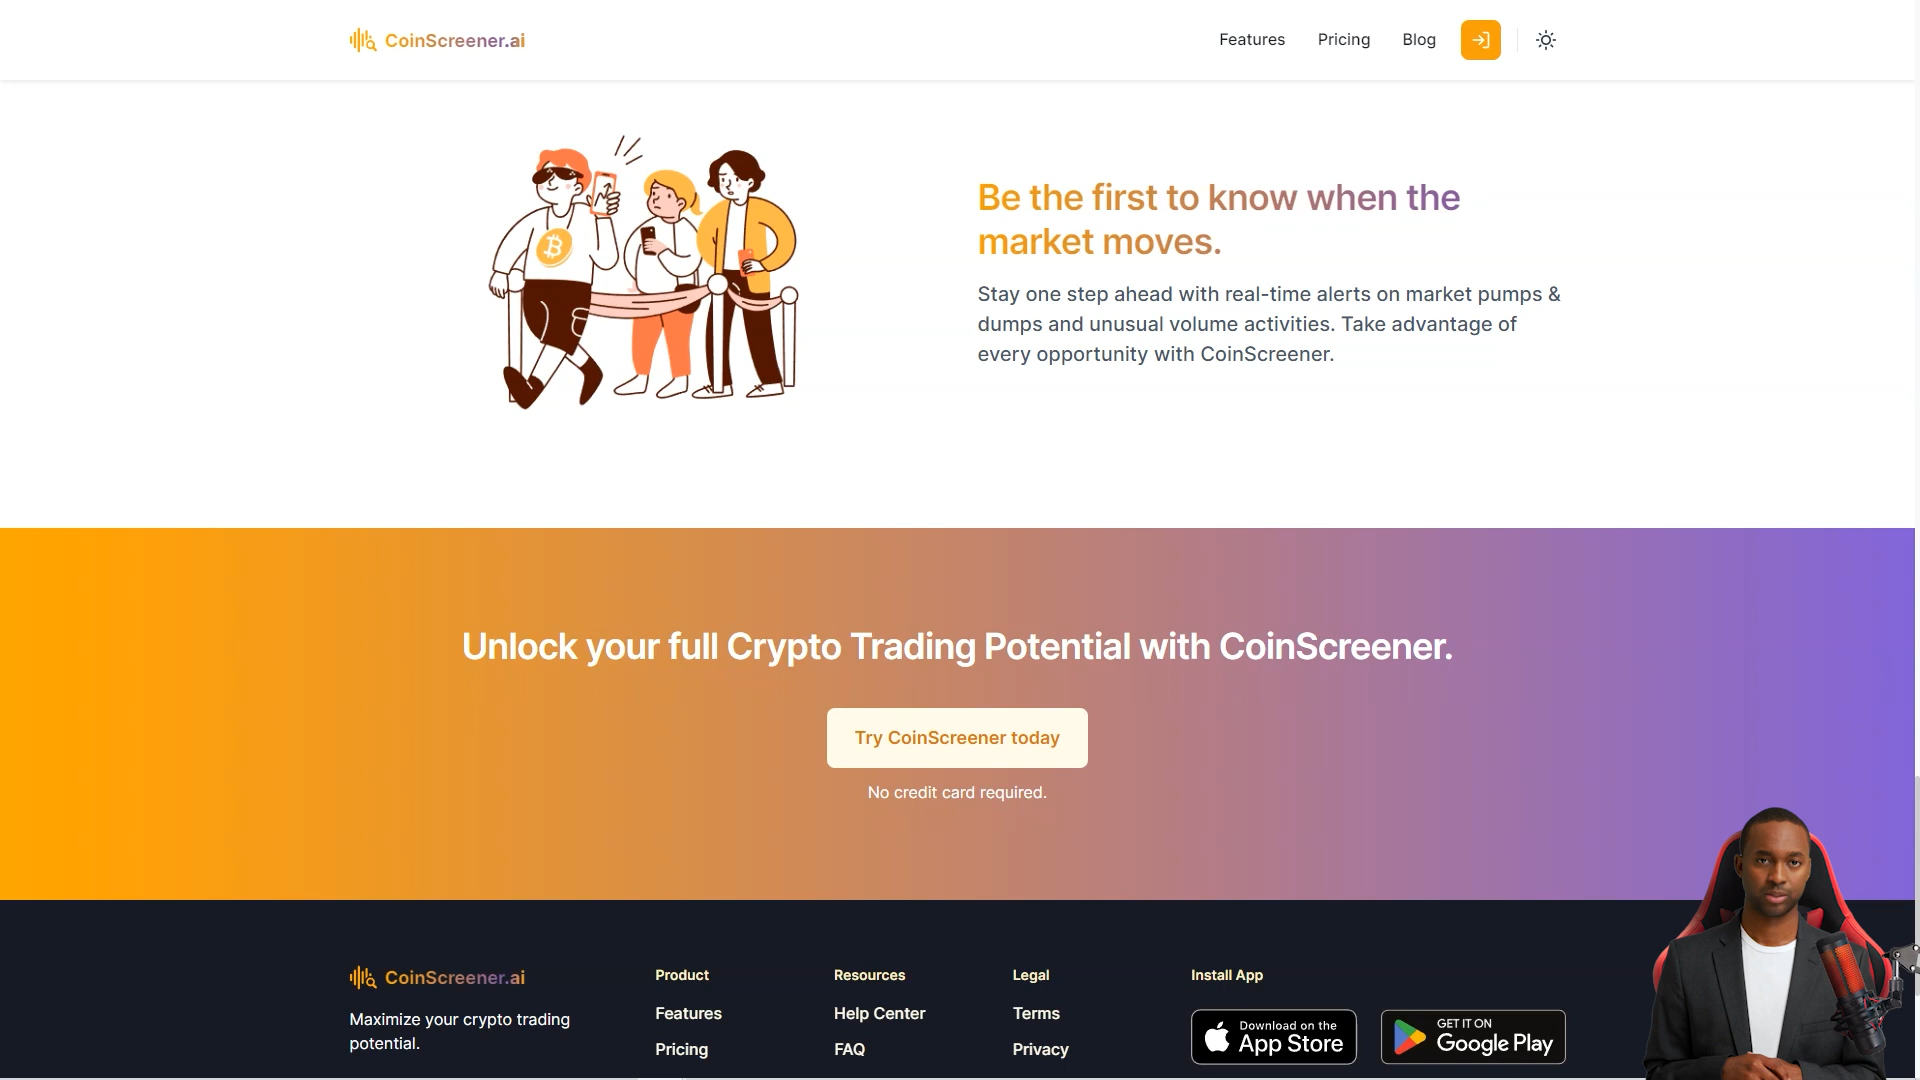 CoinScreener.ai
Features
Pricing
Blog
Be the first to know when the
market moves.
Stay one step ahead with real-time alerts on market pumps &
dumps and unusual volume activities. Take advantage of
every opportunity with CoinScreener.
Unlock your full Crypto Trading Potential with CoinScreener.
Try CoinScreener today
No credit card required.
CoinScreener.ai
Maximize your crypto trading
potential.
Product
Features
Pricing
Resources
Help Center
FAQ
Legal
Terms
Privacy
Install App
Download on the
App Store
GET IT ON
Google Play